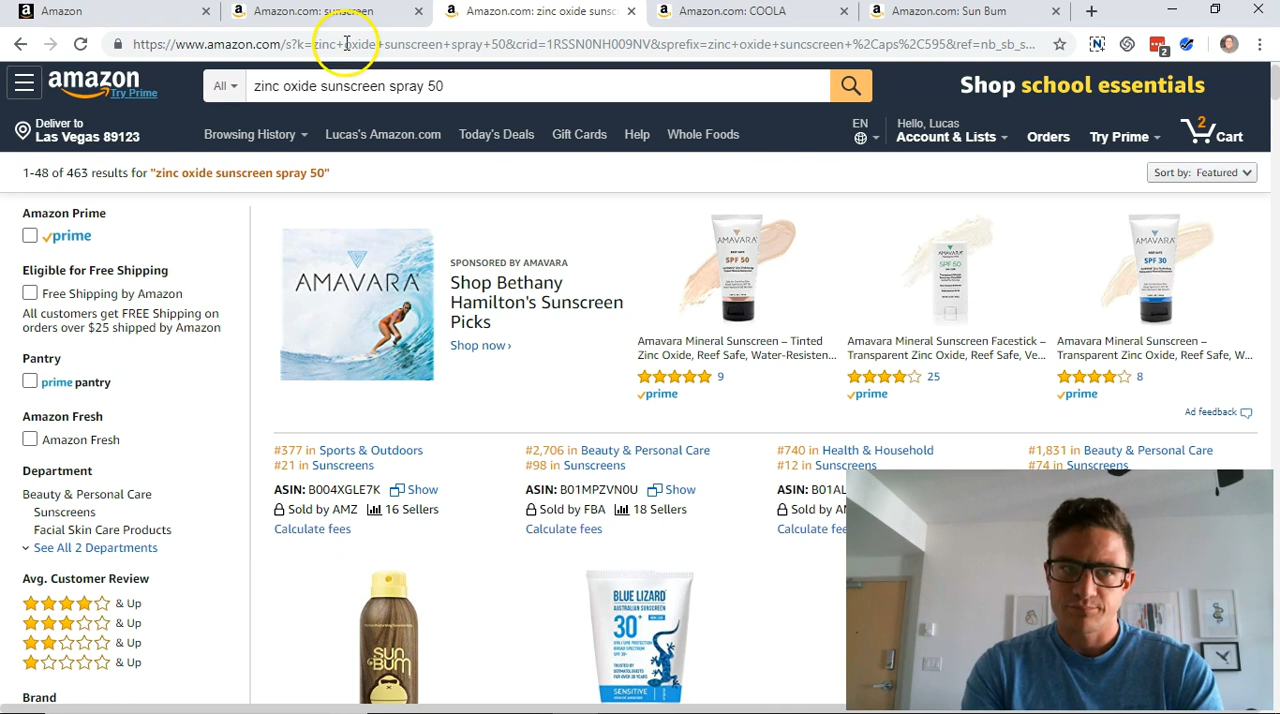 Amazon
Amazon.com: sunscreen
Amazon.com: zinc oxide sunsc
Amazon.com: COOLA
Amazon.com: Sun Bum
https://www.amazon.com/s?k=zinc+oxide+sunscreen+spray+50&crid=1RSSN0NH009NV&sprefix=zinc+oxide+suncscreen+%2Caps%2C595&ref=nb_sb_s...
2
amazon
Try Prime
All
zinc oxide sunscreen spray 50
Shop school essentials
Deliver to
Las Vegas 89123
Browsing History
Lucas's Amazon.com
Today's Deals
Gift Cards
Help
Whole Foods
EN
Hello, Lucas
Account & Lists
Orders
Try Prime
2
Cart
1-48 of 463 results for "zinc oxide sunscreen spray 50"
Sort by: Featured
Amazon Prime
prime
Eligible for Free Shipping
Free Shipping by Amazon
All customers get FREE Shipping on
orders over $25 shipped by Amazon
Pantry
prime pantry
Amazon Fresh
Amazon Fresh
Department
Beauty & Personal Care
Sunscreens
Facial Skin Care Products
See All 2 Departments
Avg. Customer Review
& Up
& Up
& Up
& Up
Brand
AMAVARA
SPONSORED BY AMAVARA
Shop Bethany
Hamilton's Sunscreen
Picks
Shop now ›
AMAVARA
SPF 50
Amavara Mineral Sunscreen – Tinted
Zinc Oxide, Reef Safe, Water-Resisten...
9
prime
SPF 50
Amavara Mineral Sunscreen Facestick –
Transparent Zinc Oxide, Reef Safe, Ve...
25
prime
AMAVARA
SPF 30
Amavara Mineral Sunscreen –
Transparent Zinc Oxide, Reef Safe, W...
8
prime
Ad feedback
#377 in Sports & Outdoors
#21 in Sunscreens
ASIN: B004XGLE7K Show
Sold by AMZ 16 Sellers
Calculate fees
#2,706 in Beauty & Personal Care
#98 in Sunscreens
ASIN: B01MPZVN0U Show
Sold by FBA 18 Sellers
Calculate fees
#740 in Health & Household
#12 in Sunscreens
ASIN: B01AL
Sold by AM
Calculate fee
#1,831 in Beauty & Personal Care
#74 in Sunscreens
SUN BUM
BLUE LIZARD
AUSTRALIAN SUNSCREEN
30+
SENSITIVE